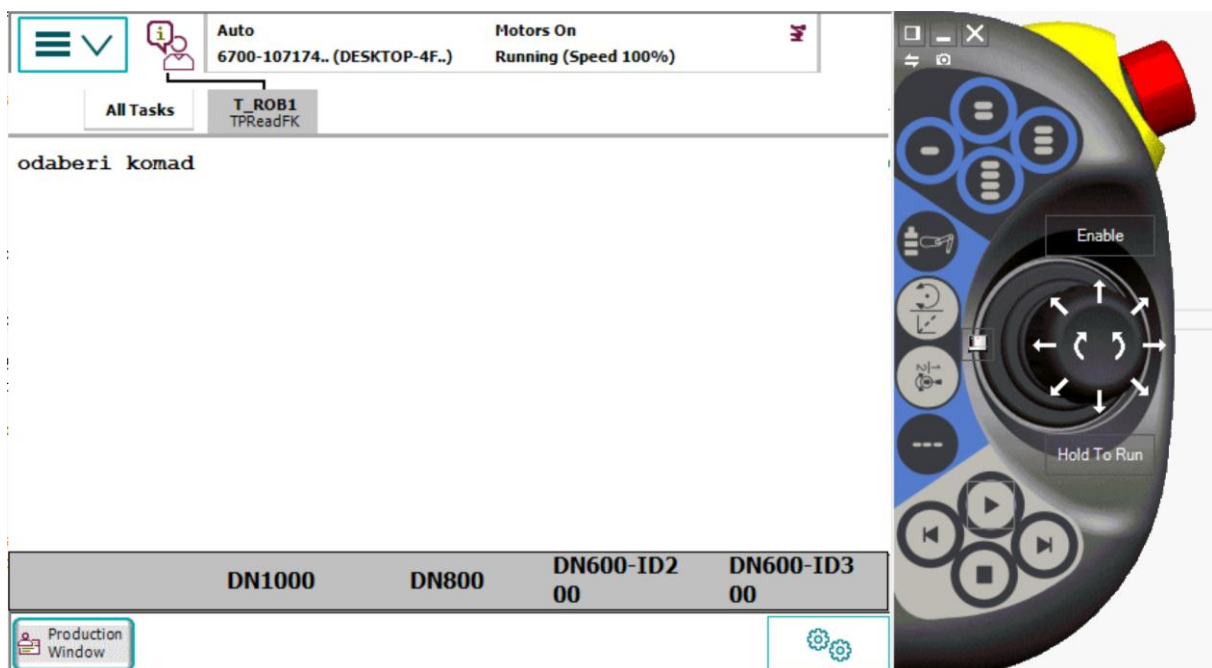 Auto
6700-107174.. (DESKTOP-4F..)
Motors On
Running (Speed 100%)
All Tasks
T_ROB1
TPReadFK
odaberi komad
Enable
Hold To Run
DN1000
DN800
DN600-ID2
00
DN600-ID3
00
Production
Window